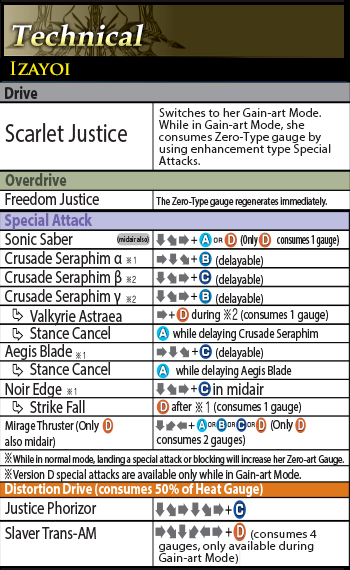 Technical
IZAYOI
Drive
Scarlet Justice
Switches to her Gain-art Mode.
While in Gain-art Mode, she
consumes Zero-Type gauge by
using enhancement type Special
Attacks.
Overdrive
Freedom Justice
The Zero-Type gauge regenerates immediately.
Special Attack
Sonic Saber (midair also) ⬇⬊➡+A OR D (Only D consumes 1 gauge)
Crusade Seraphim α ※1 ➡⬇⬊+B (delayable)
Crusade Seraphim β ※2 ⬇⬊➡+C (delayable)
Crusade Seraphim γ ※2 ⬇⬊➡+B (delayable)
Valkyrie Astraea ➡+D during ※2 (consumes 1 gauge)
Stance Cancel A while delaying Crusade Seraphim
Aegis Blade ※1 ➡⬇⬊+C (delayable)
Stance Cancel A while delaying Aegis Blade
Noir Edge ※1 ⬇⬊➡+C in midair
Strike Fall D after ※1 (consumes 1 gauge)
Mirage Thruster (Only D
also midair)
⬇⬋⬅+A OR B OR C OR D (Only D
consumes 2 gauges)
※While in normal mode, landing a special attack or blocking will increase her Zero-art Gauge.
※Version D special attacks are available only while in Gain-art Mode.
Distortion Drive (consumes 50% of Heat Gauge)
Justice Phorizor ⬇⬊➡⬇⬊➡+C
Slaver Trans-AM
➡⬊⬇⬋⬅➡+D (consumes 4
gauges, only available during
Gain-art Mode)